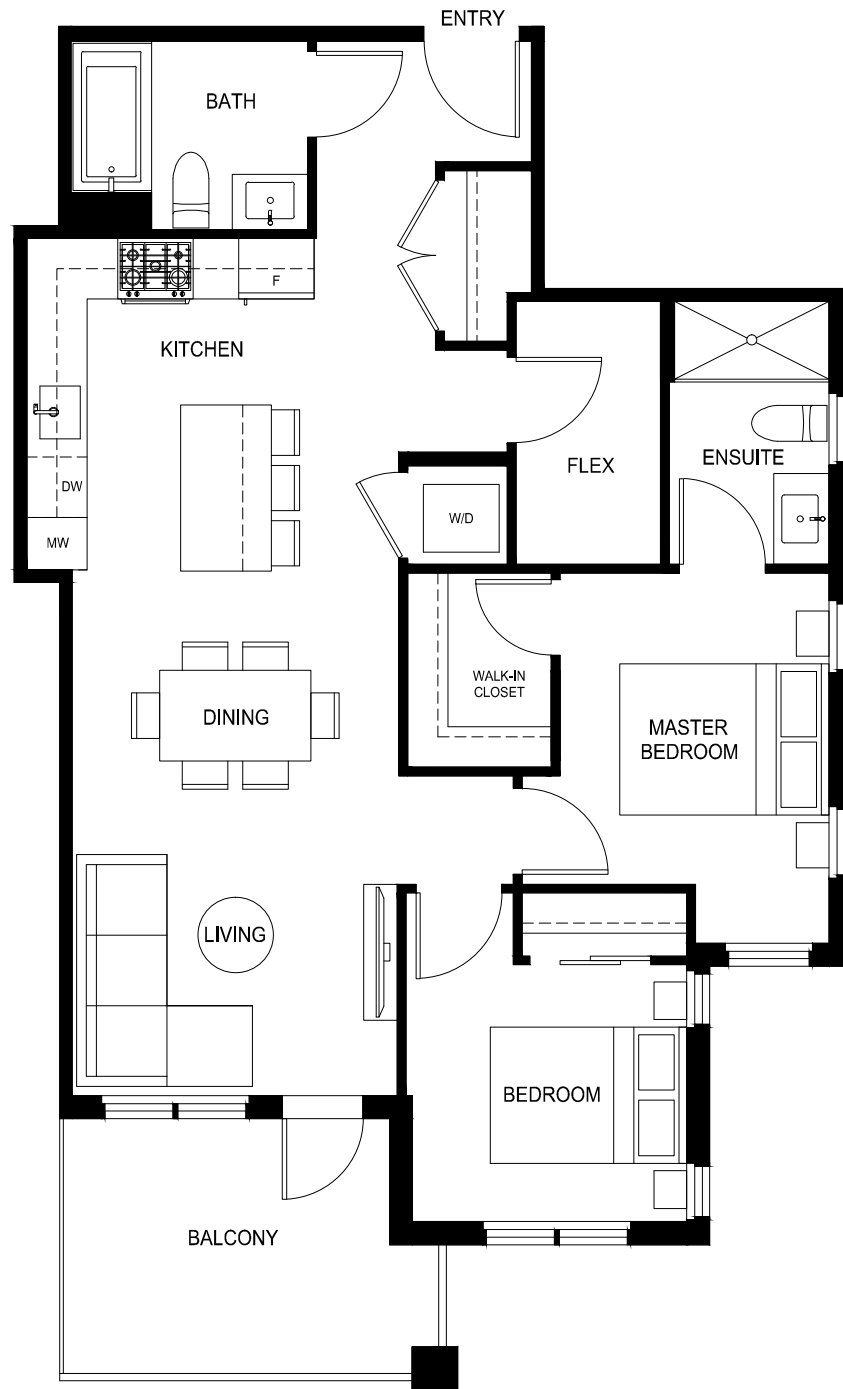 ENTRY
BATH
F
KITCHEN
FLEX
ENSUITE
DW
W/D
MW
WALK-IN
CLOSET
DINING
MASTER
BEDROOM
LIVING
BEDROOM
BALCONY